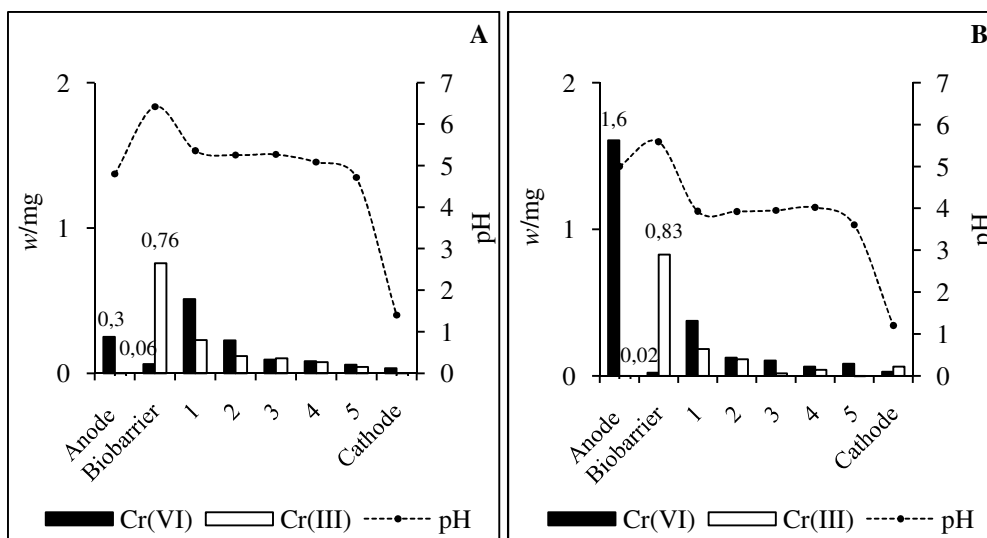 A
2
1
0
w/mg
0,3
0,06
0,76
7
6
5
4
3
2
1
0
pH
Anode
Biobarrier
1
2
3
4
5
Cathode
Cr(VI) Cr(III) pH
B
2
1
0
w/mg
1,6
0,02
0,83
7
6
5
4
3
2
1
0
pH
Anode
Biobarrier
1
2
3
4
5
Cathode
Cr(VI) Cr(III) pH